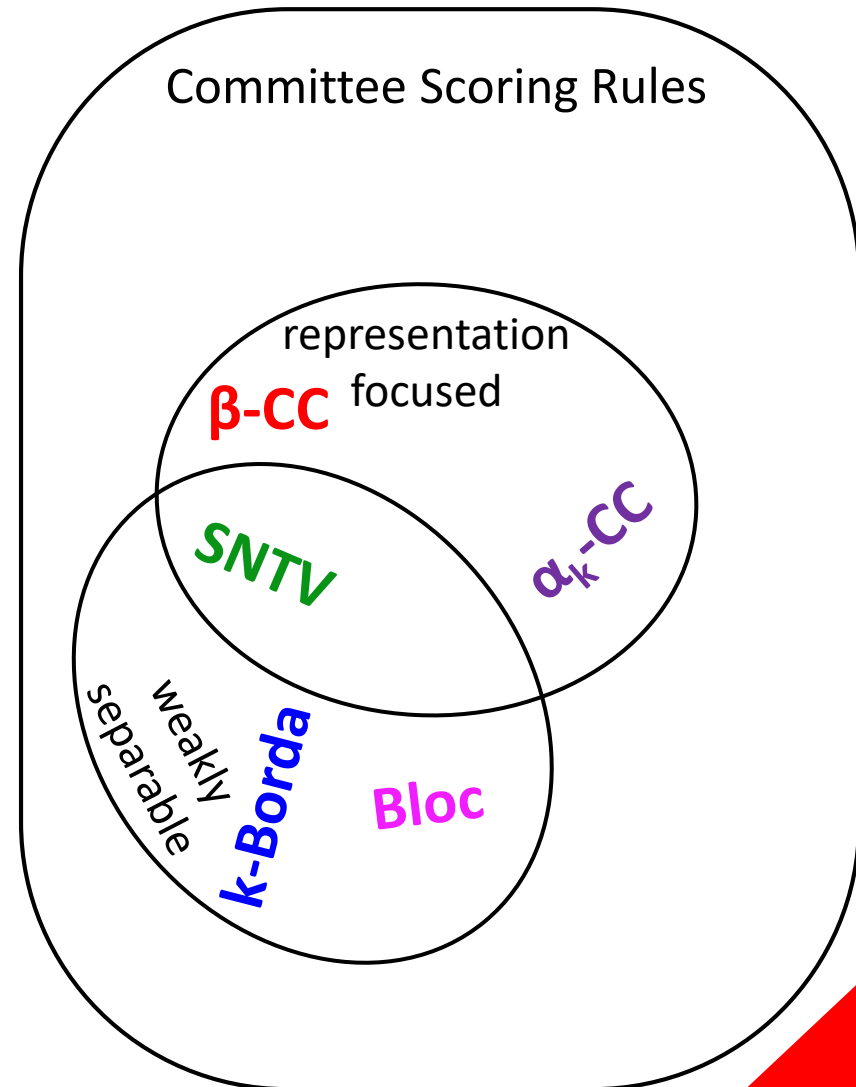 Committee Scoring Rules
representation
focused
β-CC
αk-CC
SNTV
weakly
separable
k-Borda
Bloc